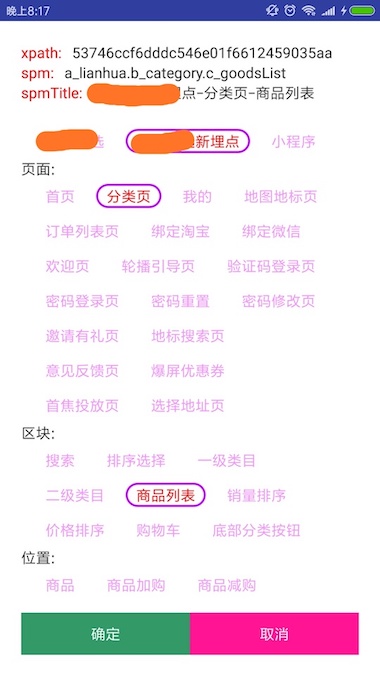 晚上8:17
xpath: 53746ccf6dddc546e01f6612459035aa
spm: a_lianhua.b_category.c_goodsList
spmTitle: 埋点-分类页-商品列表
选 新埋点 小程序
页面:
首页 分类页 我的 地图地标页
订单列表页 绑定淘宝 绑定微信
欢迎页 轮播引导页 验证码登录页
密码登录页 密码重置 密码修改页
邀请有礼页 地标搜索页
意见反馈页 爆屏优惠券
首焦投放页 选择地址页
区块:
搜索 排序选择 一级类目
二级类目 商品列表 销量排序
价格排序 购物车 底部分类按钮
位置:
商品 商品加购 商品减购
确定 取消